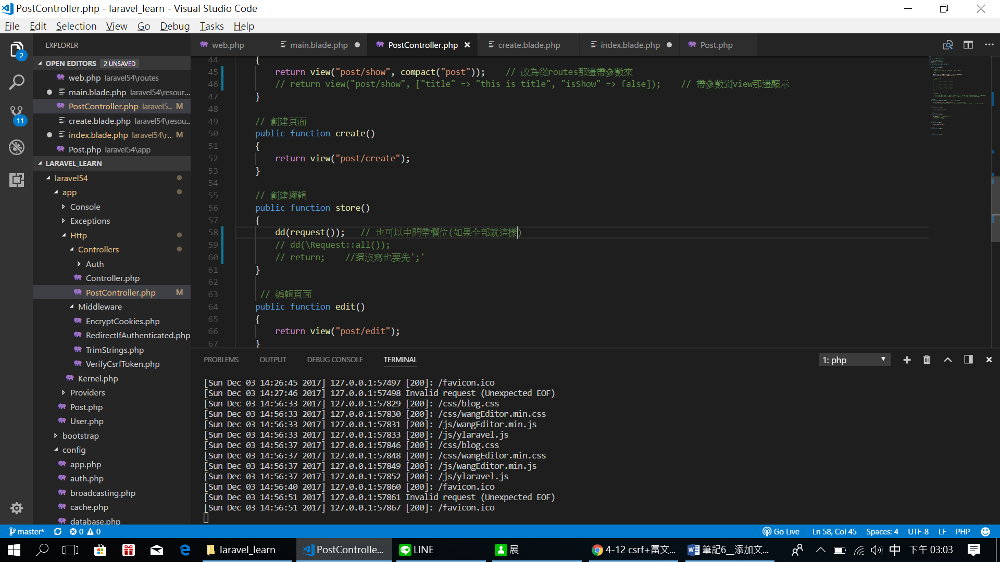 PostController.php - laravel_learn - Visual Studio Code
File Edit Selection View Go Debug Tasks Help
2
11
EXPLORER
OPEN EDITORS 2 UNSAVED
web.php laravel54\routes
main.blade.php laravel54\resour...
PostController.php laravel5... M
create.blade.php laravel54\resou...
index.blade.php laravel54\r... M
Post.php laravel54\app
LARAVEL_LEARN
laravel54
app
Console
Exceptions
Http
Controllers
Auth
Controller.php
PostController.php M
Middleware
EncryptCookies.php
RedirectIfAuthenticated.php
TrimStrings.php
VerifyCsrfToken.php
Kernel.php
Providers
Post.php
User.php
bootstrap
config
app.php
auth.php
broadcasting.php
cache.php
database.php
web.php main.blade.php PostController.php create.blade.php index.blade.php Post.php
44 {
45 return view("post/show", compact("post")); // 改為從routes那邊帶參數來
46 // return view("post/show", ["title" => "this is title", "isShow" => false]); // 帶參數到view那邊顯示
47 }
48
49 // 創建頁面
50 public function create()
51 {
52 return view("post/create");
53 }
54
55 // 創建邏輯
56 public function store()
57 {
58 dd(request()); // 也可以中間帶欄位(如果全部就這樣)
59 // dd(\Request::all());
60 // return; //還沒寫也要先';'
61 }
62
63 // 編輯頁面
64 public function edit()
65 {
66 return view("post/edit");
67 }
PROBLEMS OUTPUT DEBUG CONSOLE TERMINAL 1: php
[Sun Dec 03 14:26:45 2017] 127.0.0.1:57497 [200]: /favicon.ico
[Sun Dec 03 14:27:46 2017] 127.0.0.1:57498 Invalid request (Unexpected EOF)
[Sun Dec 03 14:56:33 2017] 127.0.0.1:57829 [200]: /css/blog.css
[Sun Dec 03 14:56:33 2017] 127.0.0.1:57830 [200]: /css/wangEditor.min.css
[Sun Dec 03 14:56:33 2017] 127.0.0.1:57831 [200]: /js/wangEditor.min.js
[Sun Dec 03 14:56:33 2017] 127.0.0.1:57833 [200]: /js/ylaravel.js
[Sun Dec 03 14:56:37 2017] 127.0.0.1:57846 [200]: /css/blog.css
[Sun Dec 03 14:56:37 2017] 127.0.0.1:57848 [200]: /css/wangEditor.min.css
[Sun Dec 03 14:56:37 2017] 127.0.0.1:57849 [200]: /js/wangEditor.min.js
[Sun Dec 03 14:56:37 2017] 127.0.0.1:57852 [200]: /js/ylaravel.js
[Sun Dec 03 14:56:40 2017] 127.0.0.1:57860 [200]: /favicon.ico
[Sun Dec 03 14:56:51 2017] 127.0.0.1:57861 Invalid request (Unexpected EOF)
[Sun Dec 03 14:56:51 2017] 127.0.0.1:57867 [200]: /favicon.ico
master* 0 0 Go Live Ln 58, Col 45 Spaces: 4 UTF-8 LF PHP
laravel_learn PostControlle... LINE 展 4-12 csrf+富文... 筆記6__添加文... 中 下午 03:03